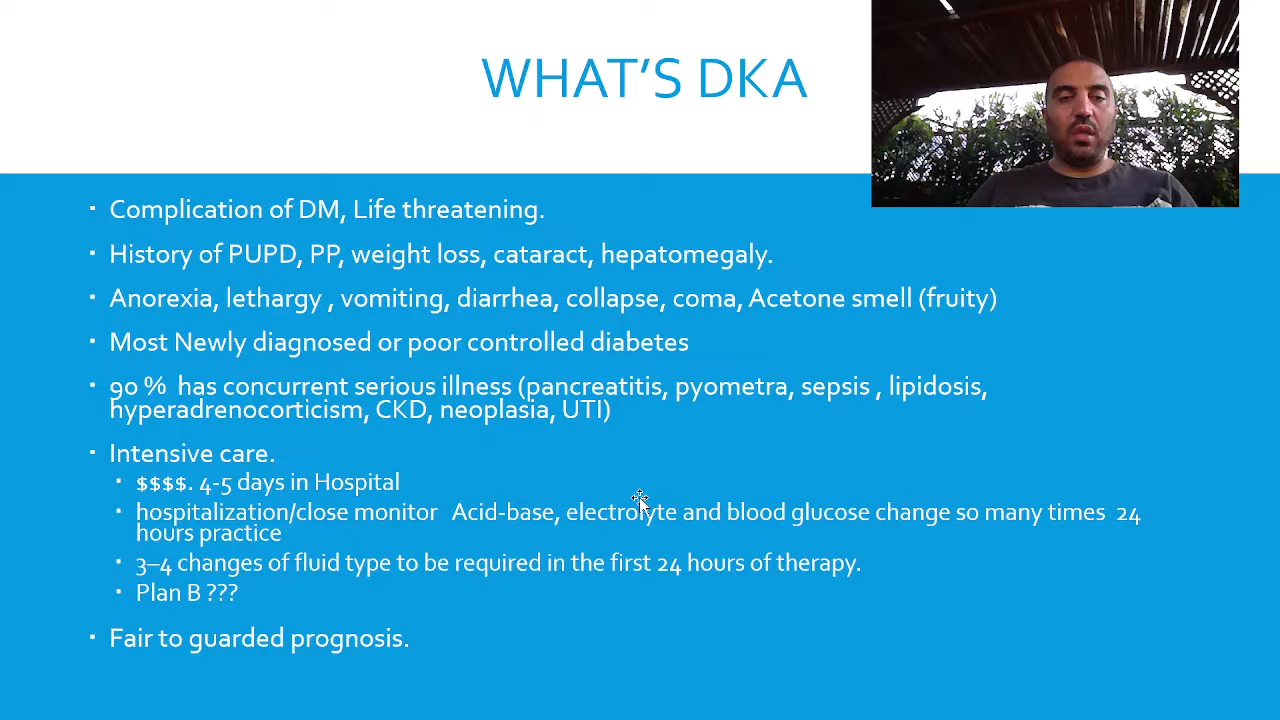 WHAT'S DKA
Complication of DM, Life threatening.
History of PUPD, PP, weight loss, cataract, hepatomegaly.
Anorexia, lethargy , vomiting, diarrhea, collapse, coma, Acetone smell (fruity)
Most Newly diagnosed or poor controlled diabetes
90 % has concurrent serious illness (pancreatitis, pyometra, sepsis , lipidosis,
hyperadrenocorticism, CKD, neoplasia, UTI)
Intensive care.
$$$$. 4-5 days in Hospital
hospitalization/close monitor Acid-base, electrolyte and blood glucose change so many times 24
hours practice
3–4 changes of fluid type to be required in the first 24 hours of therapy.
Plan B ???
Fair to guarded prognosis.